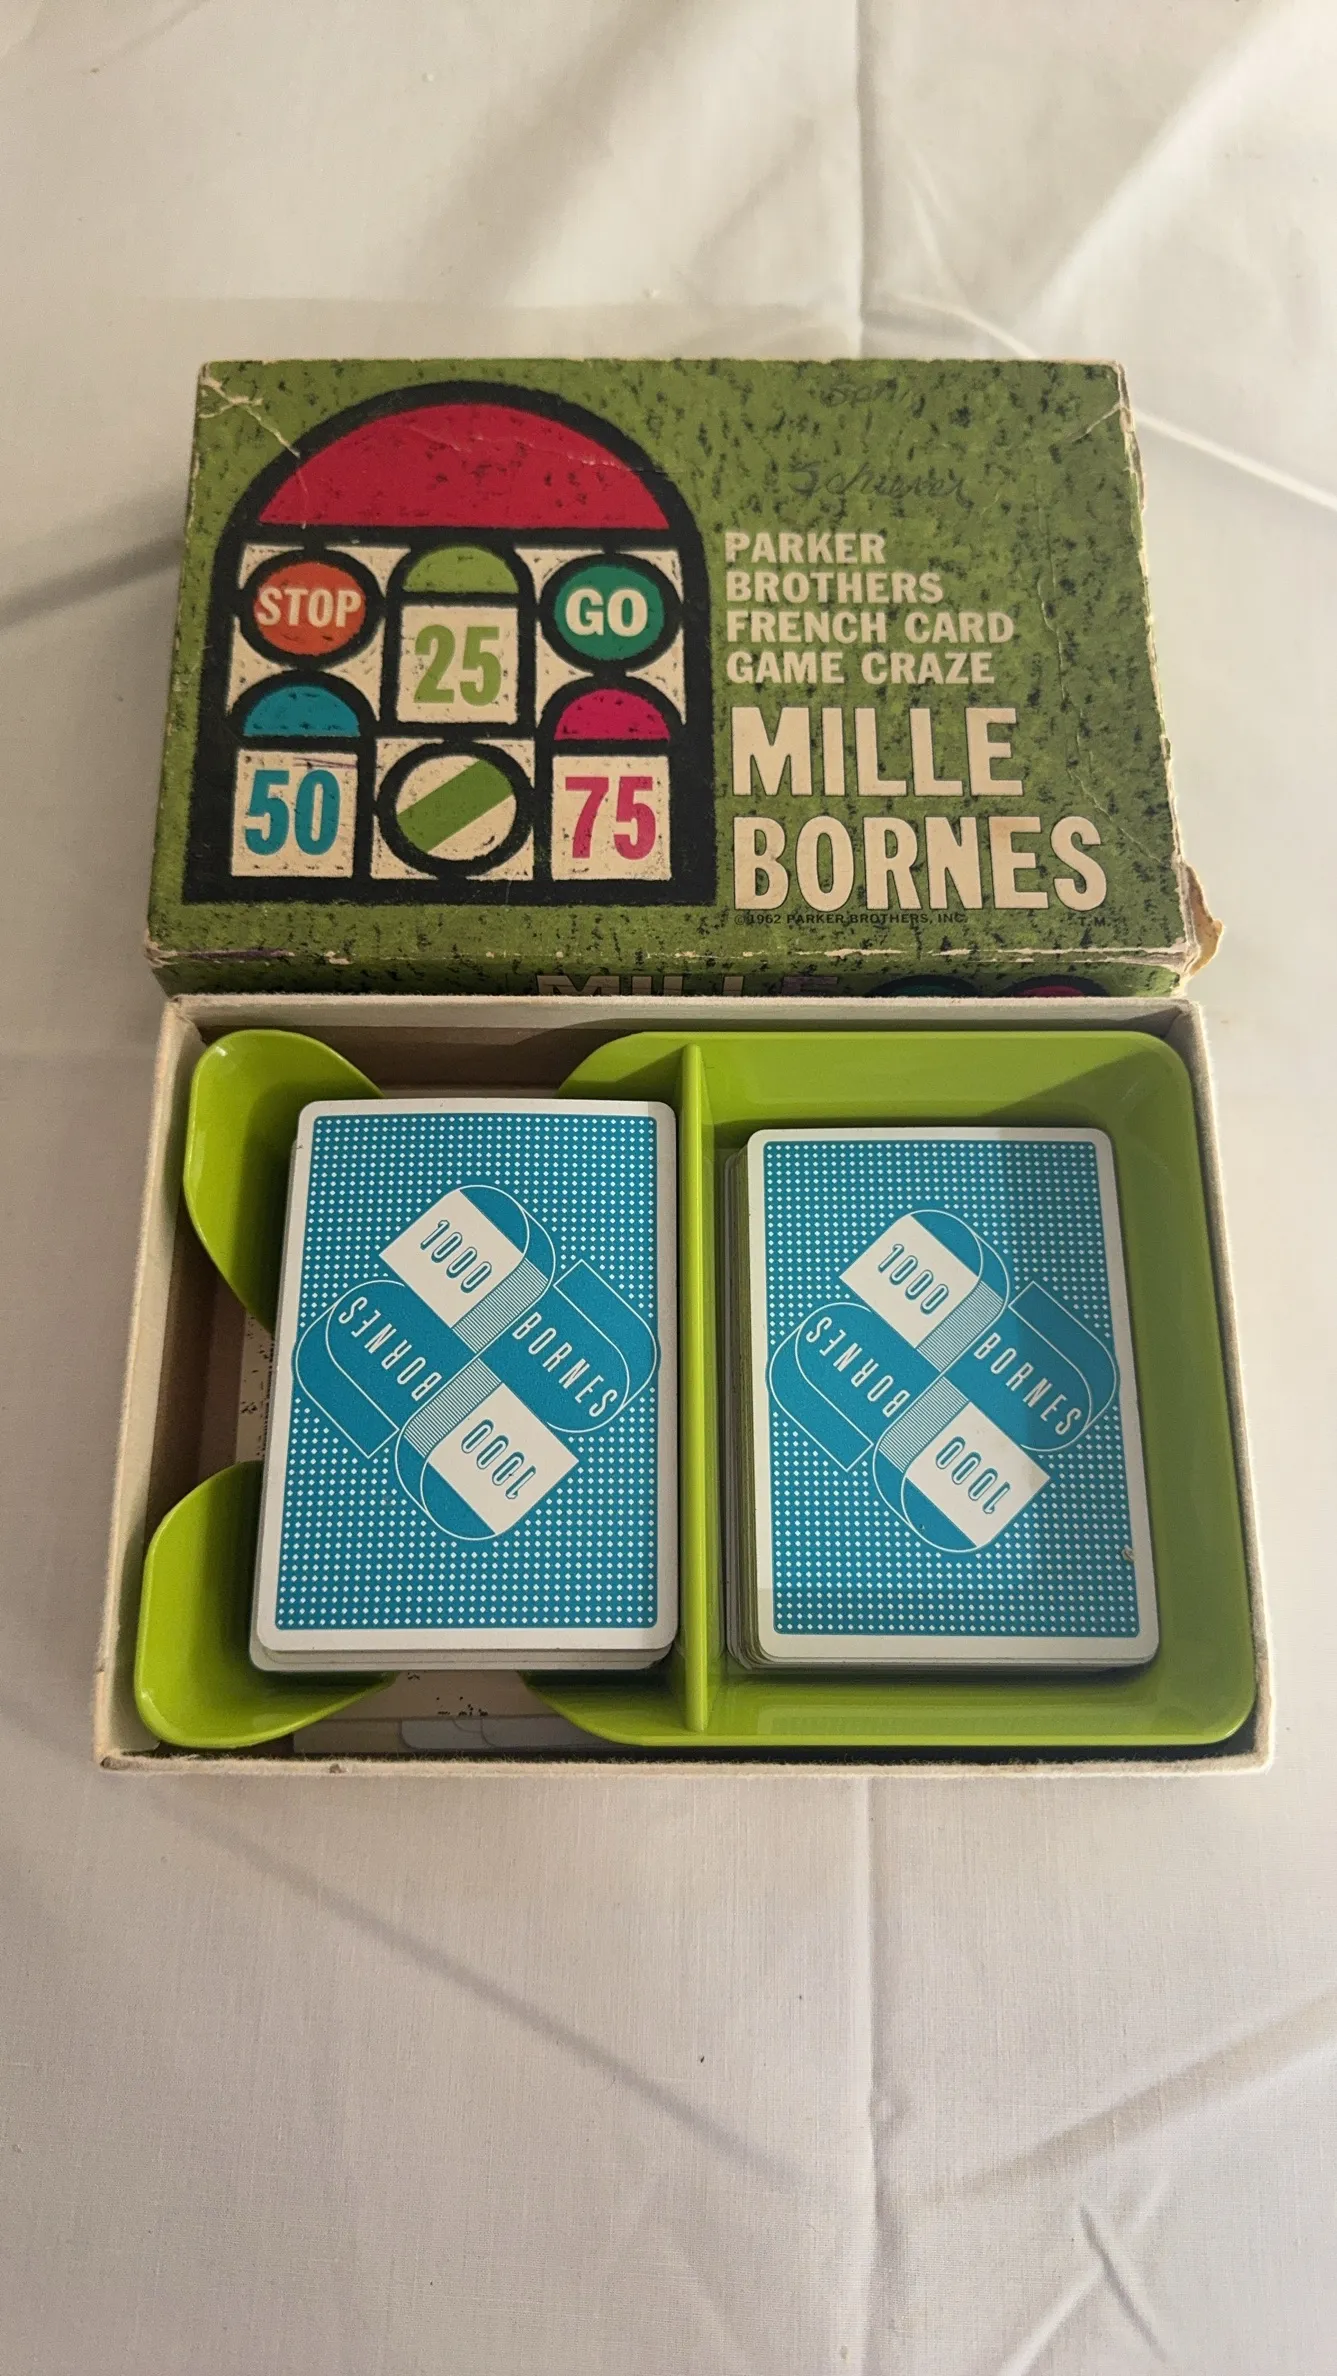 PARKER
BROTHERS
FRENCH CARD
GAME CRAZE
MILLE
BORNES
©1962 PARKER BROTHERS, INC.
T.M.
STOP
25
GO
50
75
MILLE
1000
BORNES
BORNES
1000
1000
BORNES
BORNES
1000